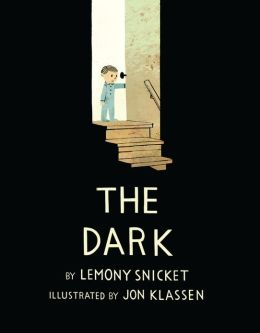 THE
DARK
BY LEMONY SNICKET
ILLUSTRATED BY JON KLASSEN